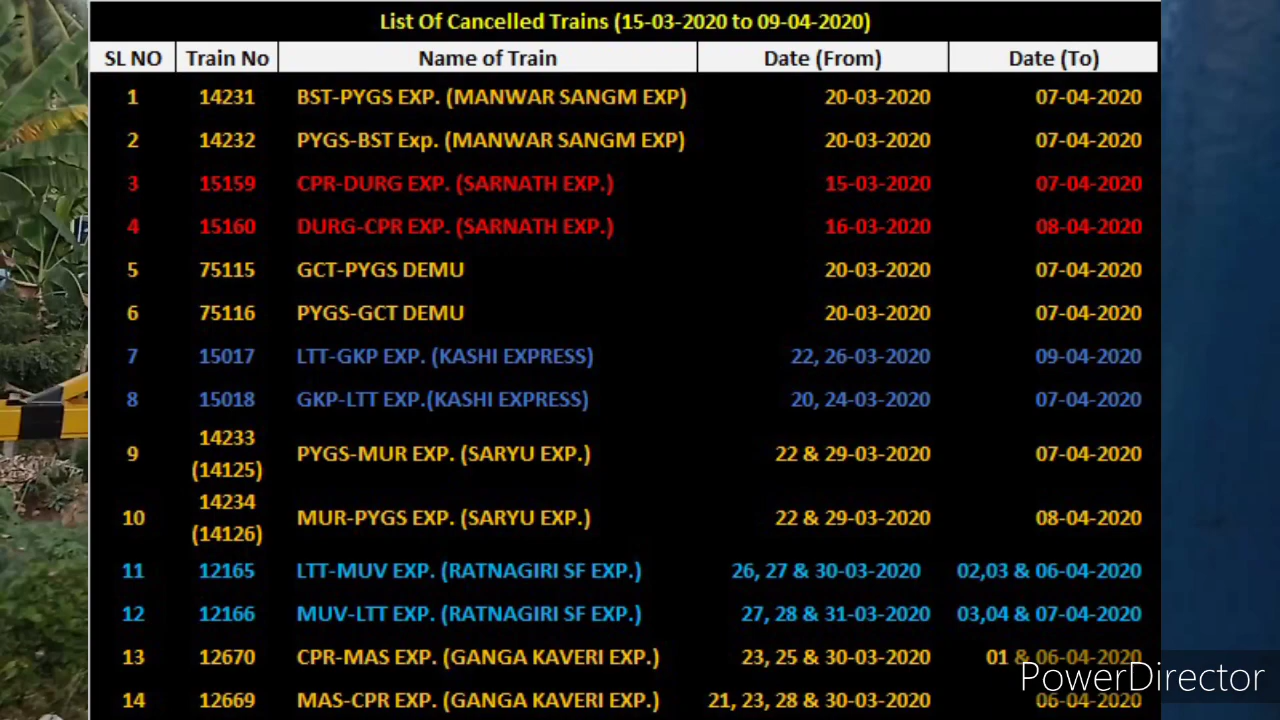 List Of Cancelled Trains (15-03-2020 to 09-04-2020)
SL NO Train No Name of Train Date (From) Date (To)
1 14231 BST-PYGS EXP. (MANWAR SANGM EXP) 20-03-2020 07-04-2020
2 14232 PYGS-BST Exp. (MANWAR SANGM EXP) 20-03-2020 07-04-2020
3 15159 CPR-DURG EXP. (SARNATH EXP.) 15-03-2020 07-04-2020
4 15160 DURG-CPR EXP. (SARNATH EXP.) 16-03-2020 08-04-2020
5 75115 GCT-PYGS DEMU 20-03-2020 07-04-2020
6 75116 PYGS-GCT DEMU 20-03-2020 07-04-2020
7 15017 LTT-GKP EXP. (KASHI EXPRESS) 22, 26-03-2020 09-04-2020
8 15018 GKP-LTT EXP.(KASHI EXPRESS) 20, 24-03-2020 07-04-2020
9 14233 (14125) PYGS-MUR EXP. (SARYU EXP.) 22 & 29-03-2020 07-04-2020
10 14234 (14126) MUR-PYGS EXP. (SARYU EXP.) 22 & 29-03-2020 08-04-2020
11 12165 LTT-MUV EXP. (RATNAGIRI SF EXP.) 26, 27 & 30-03-2020 02,03 & 06-04-2020
12 12166 MUV-LTT EXP. (RATNAGIRI SF EXP.) 27, 28 & 31-03-2020 03,04 & 07-04-2020
13 12670 CPR-MAS EXP. (GANGA KAVERI EXP.) 23, 25 & 30-03-2020 01 & 06-04-2020
14 12669 MAS-CPR EXP. (GANGA KAVERI EXP.) 21, 23, 28 & 30-03-2020 06-04-2020
PowerDirector